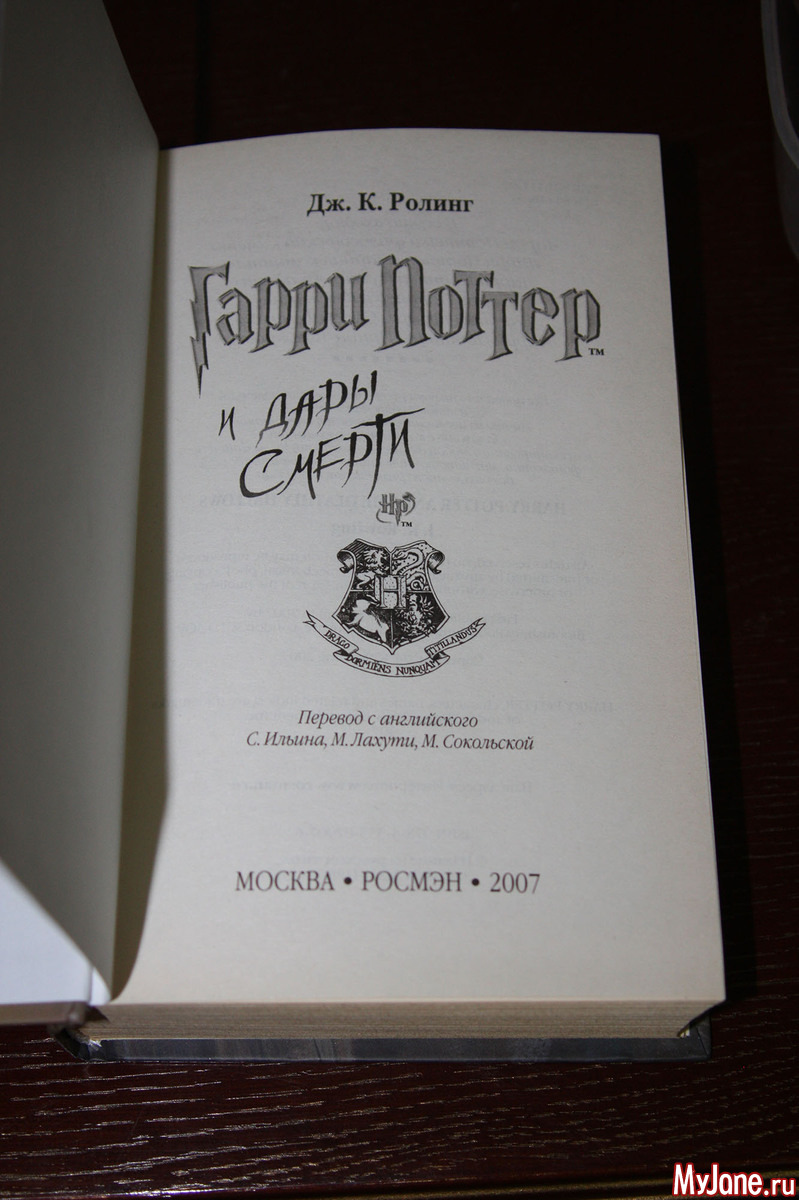 Дж. К. Ролинг
Гарри Поттер™
и дары
смерти
HP™
H
DRAGO DORMIENS NUNQUAM TITILLANDUS
Перевод с английского
С. Ильина, М. Лахути, М. Сокольской
МОСКВА • РОСМЭН • 2007
MyJane.ru